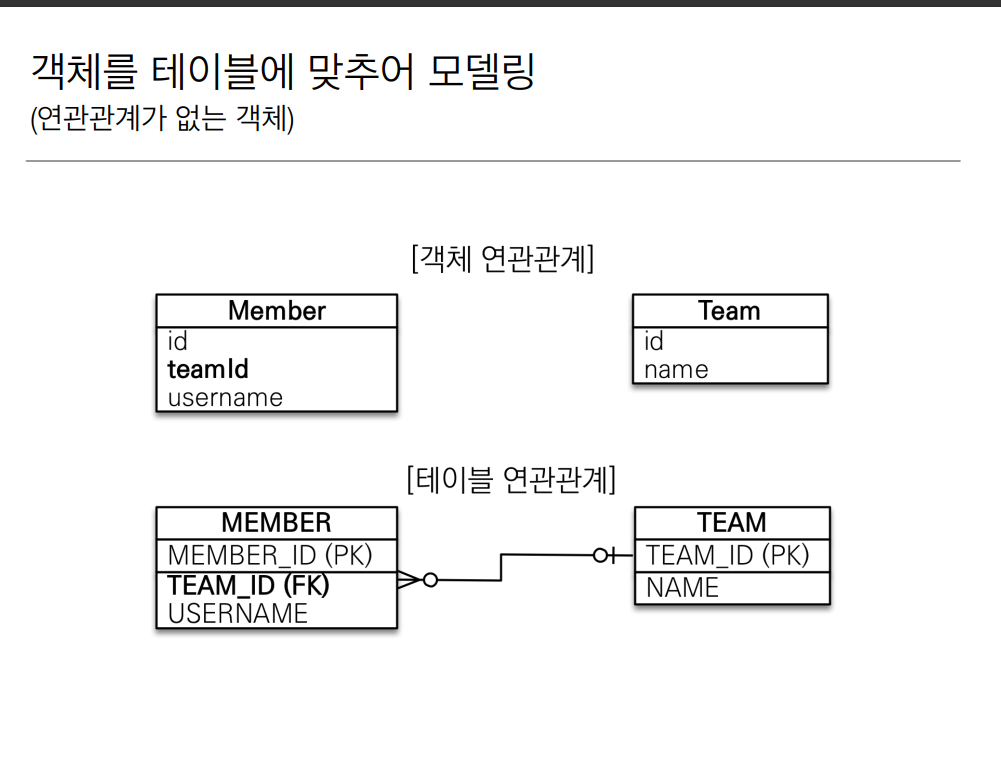 객체를 테이블에 맞추어 모델링
(연관관계가 없는 객체)
[객체 연관관계]
Member
id
teamId
username
Team
id
name
[테이블 연관관계]
MEMBER
MEMBER_ID (PK)
TEAM_ID (FK)
USERNAME
TEAM
TEAM_ID (PK)
NAME